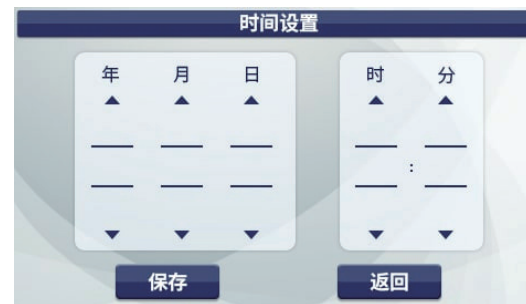 时间设置
年 月 日 时 分
:
保存 返回